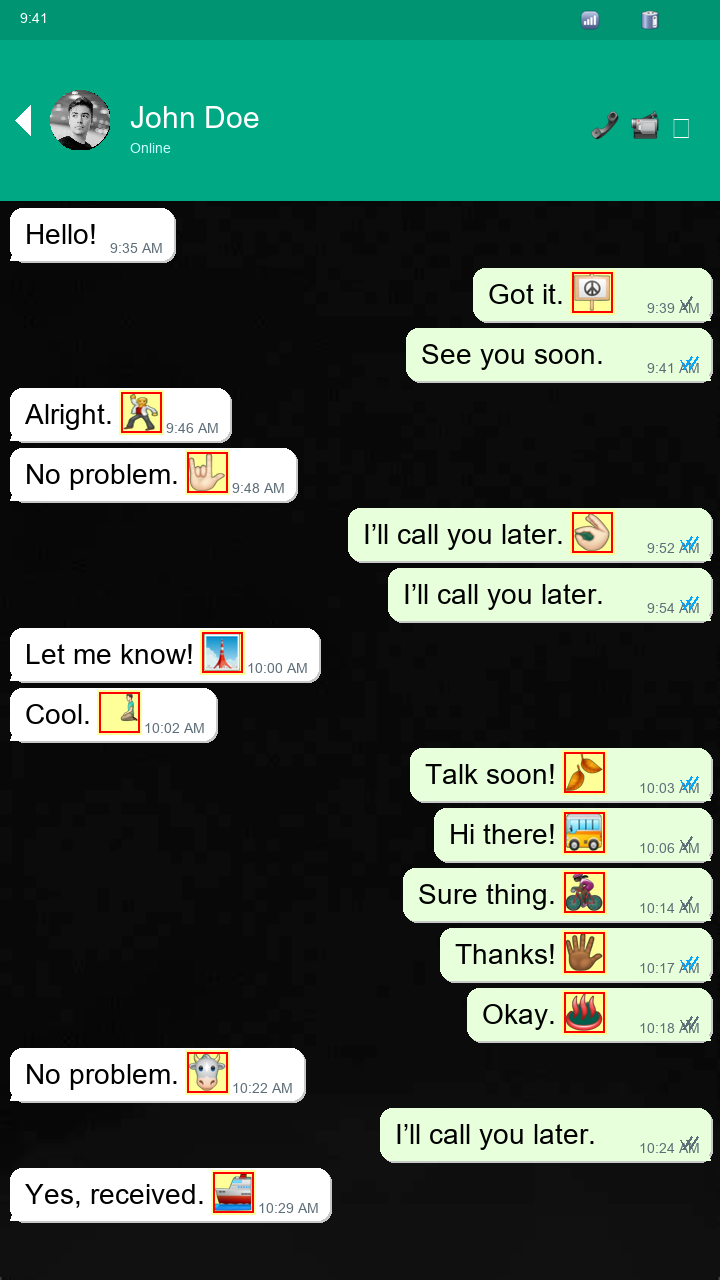 9:41
John Doe
Online
Hello! 9:35 AM
Got it. 9:39 AM
See you soon. 9:41 AM
Alright. 9:46 AM
No problem. 9:48 AM
I’ll call you later. 9:52 AM
I’ll call you later. 9:54 AM
Let me know! 10:00 AM
Cool. 10:02 AM
Talk soon! 10:03 AM
Hi there! 10:06 AM
Sure thing. 10:14 AM
Thanks! 10:17 AM
Okay. 10:18 AM
No problem. 10:22 AM
I’ll call you later. 10:24 AM
Yes, received. 10:29 AM